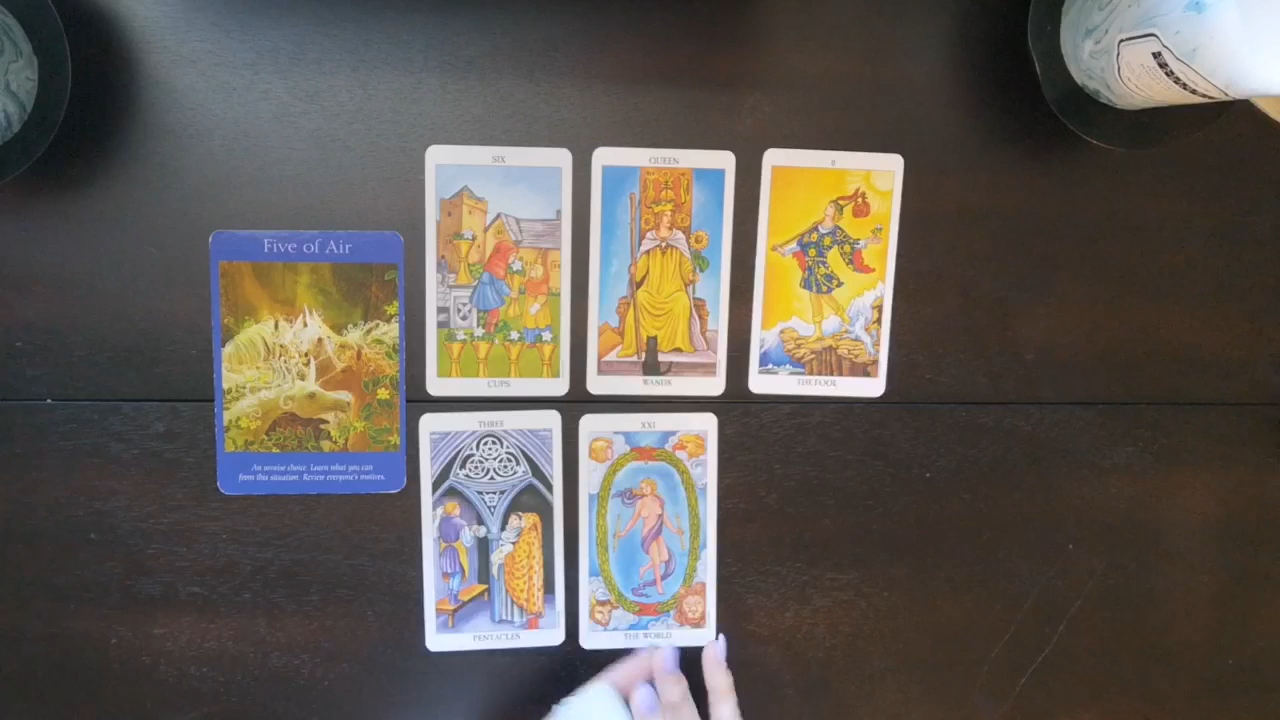 Five of Air
An unwise choice. Learn what you can
from this situation. Review everyone's motives.
SIX
CUPS
QUEEN
WANDS
0
THE FOOL
THREE
PENTACLES
XXI
THE WORLD